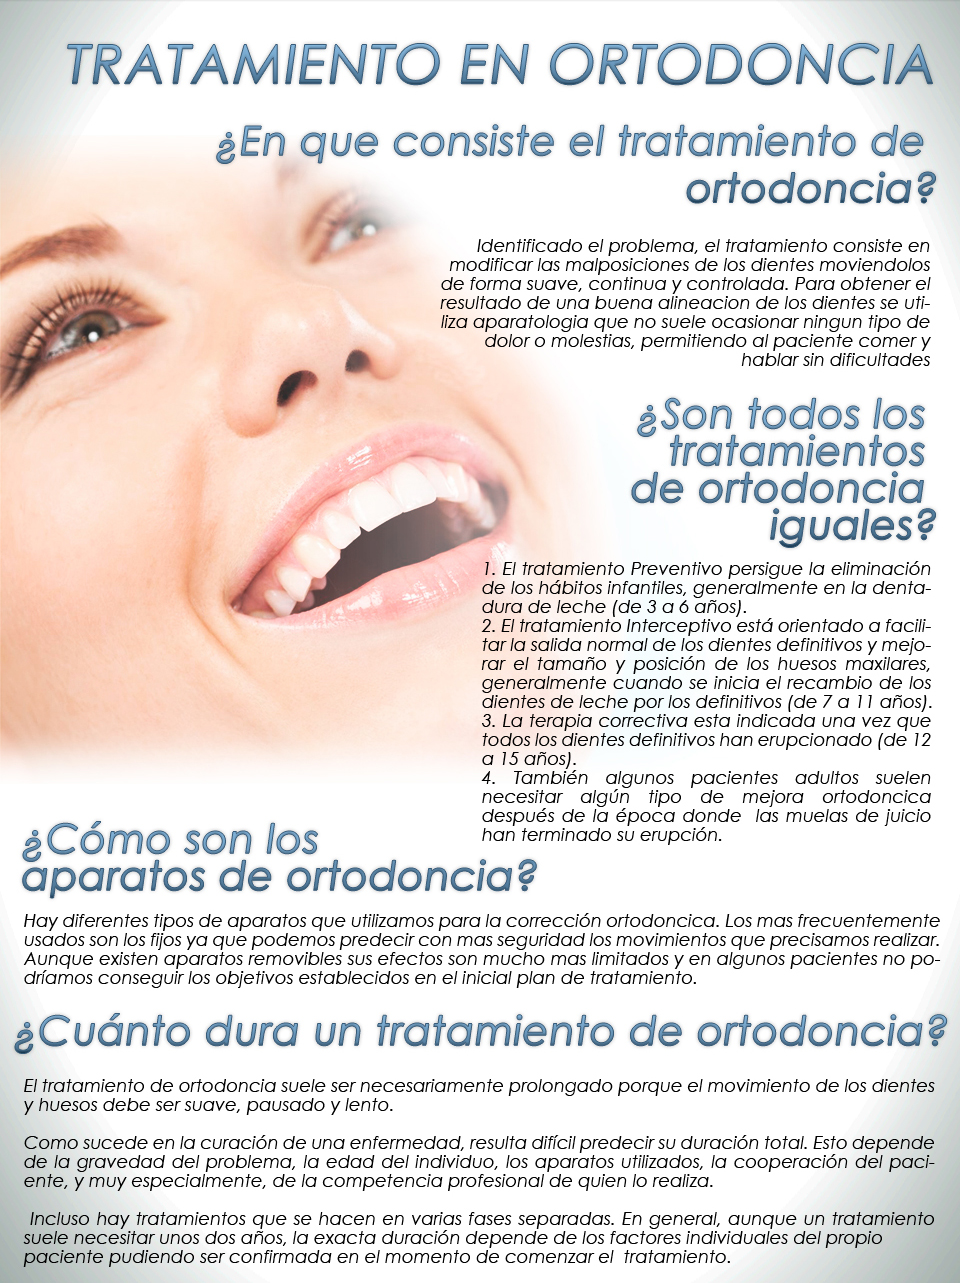 TRATAMIENTO EN ORTODONCIA
¿En que consiste el tratamiento de
ortodoncia?
Identificado el problema, el tratamiento consiste en
modificar las malposiciones de los dientes moviendolos
de forma suave, continua y controlada. Para obtener el
resultado de una buena alineacion de los dientes se uti-
liza aparatologia que no suele ocasionar ningun tipo de
dolor o molestias, permitiendo al paciente comer y
hablar sin dificultades
¿Son todos los
tratamientos
de ortodoncia
iguales?
1. El tratamiento Preventivo persigue la eliminación
de los hábitos infantiles, generalmente en la denta-
dura de leche (de 3 a 6 años).
2. El tratamiento Interceptivo está orientado a facili-
tar la salida normal de los dientes definitivos y mejo-
rar el tamaño y posición de los huesos maxilares,
generalmente cuando se inicia el recambio de los
dientes de leche por los definitivos (de 7 a 11 años).
3. La terapia correctiva esta indicada una vez que
todos los dientes definitivos han erupcionado (de 12
a 15 años).
4. También algunos pacientes adultos suelen
necesitar algún tipo de mejora ortodoncica
después de la época donde  las muelas de juicio
han terminado su erupción.
¿Cómo son los
aparatos de ortodoncia?
Hay diferentes tipos de aparatos que utilizamos para la corrección ortodoncica. Los mas frecuentemente
usados son los fijos ya que podemos predecir con mas seguridad los movimientos que precisamos realizar.
Aunque existen aparatos removibles sus efectos son mucho mas limitados y en algunos pacientes no po-
dríamos conseguir los objetivos establecidos en el inicial plan de tratamiento.
¿Cuánto dura un tratamiento de ortodoncia?
El tratamiento de ortodoncia suele ser necesariamente prolongado porque el movimiento de los dientes
y huesos debe ser suave, pausado y lento.
Como sucede en la curación de una enfermedad, resulta difícil predecir su duración total. Esto depende
de la gravedad del problema, la edad del individuo, los aparatos utilizados, la cooperación del paci-
ente, y muy especialmente, de la competencia profesional de quien lo realiza.
Incluso hay tratamientos que se hacen en varias fases separadas. En general, aunque un tratamiento
suele necesitar unos dos años, la exacta duración depende de los factores individuales del propio
paciente pudiendo ser confirmada en el momento de comenzar el  tratamiento.